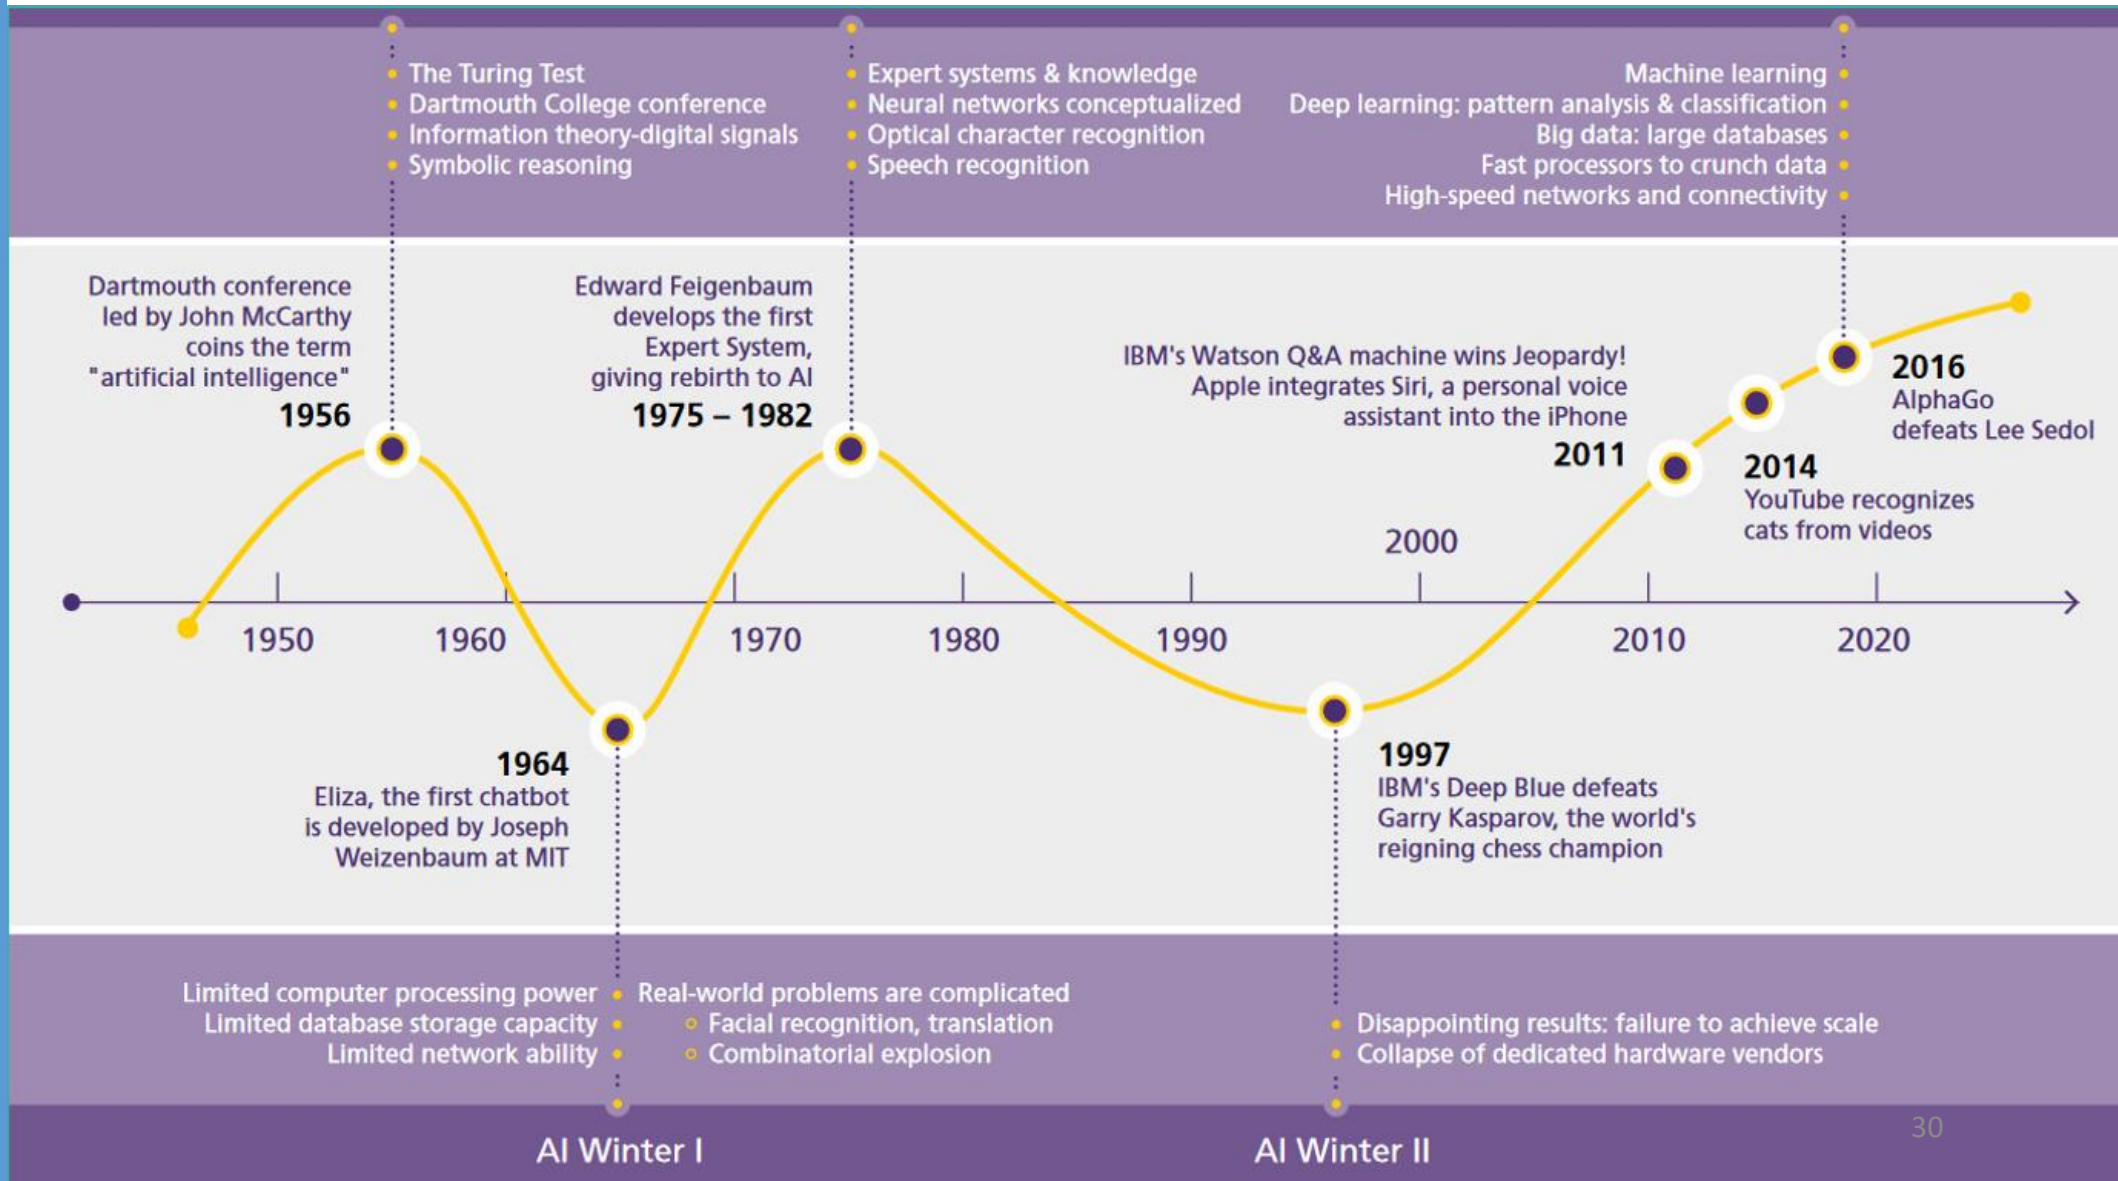 The Turing Test
Dartmouth College conference
Information theory-digital signals
Symbolic reasoning
Expert systems & knowledge
Neural networks conceptualized
Optical character recognition
Speech recognition
Machine learning
Deep learning: pattern analysis & classification
Big data: large databases
Fast processors to crunch data
High-speed networks and connectivity
Dartmouth conference
led by John McCarthy
coins the term
"artificial intelligence"
1956
Edward Feigenbaum
develops the first
Expert System,
giving rebirth to AI
1975 – 1982
IBM's Watson Q&A machine wins Jeopardy!
Apple integrates Siri, a personal voice
assistant into the iPhone
2011
2016
AlphaGo
defeats Lee Sedol
2014
YouTube recognizes
cats from videos
2000
1950 1960 1970 1980 1990 2010 2020
1964
Eliza, the first chatbot
is developed by Joseph
Weizenbaum at MIT
1997
IBM's Deep Blue defeats
Garry Kasparov, the world's
reigning chess champion
Limited computer processing power
Limited database storage capacity
Limited network ability
Real-world problems are complicated
Facial recognition, translation
Combinatorial explosion
Disappointing results: failure to achieve scale
Collapse of dedicated hardware vendors
AI Winter I
AI Winter II
30